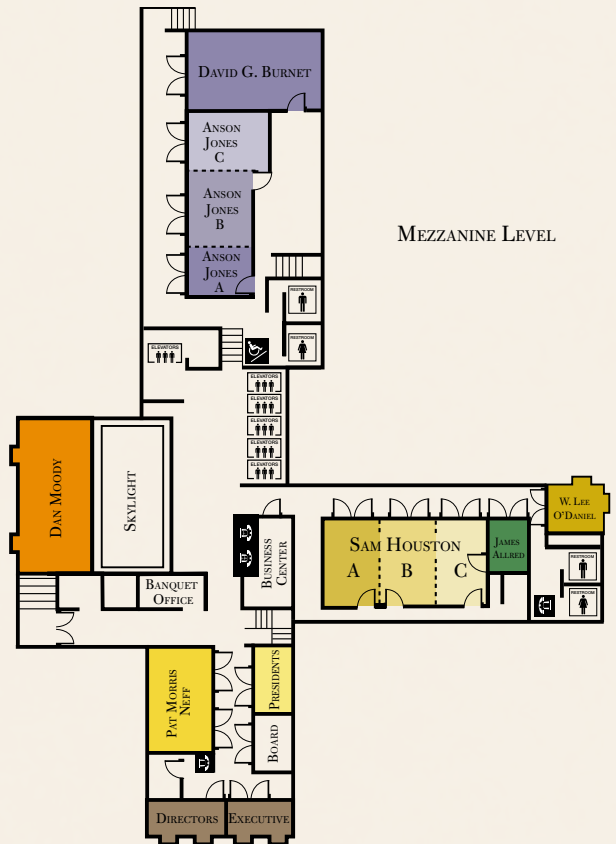 David G. Burnet
Anson
Jones
C
Anson
Jones
B
Anson
Jones
A
Mezzanine Level
RESTROOM
RESTROOM
ELEVATORS
ELEVATORS
ELEVATORS
ELEVATORS
ELEVATORS
ELEVATORS
Dan Moody
Skylight
W. Lee
O'Daniel
Sam Houston
A
B
C
James
Allred
Business
Center
Banquet
Office
RESTROOM
RESTROOM
Pat Morris
Neff
Presidents
Board
Directors
Executive